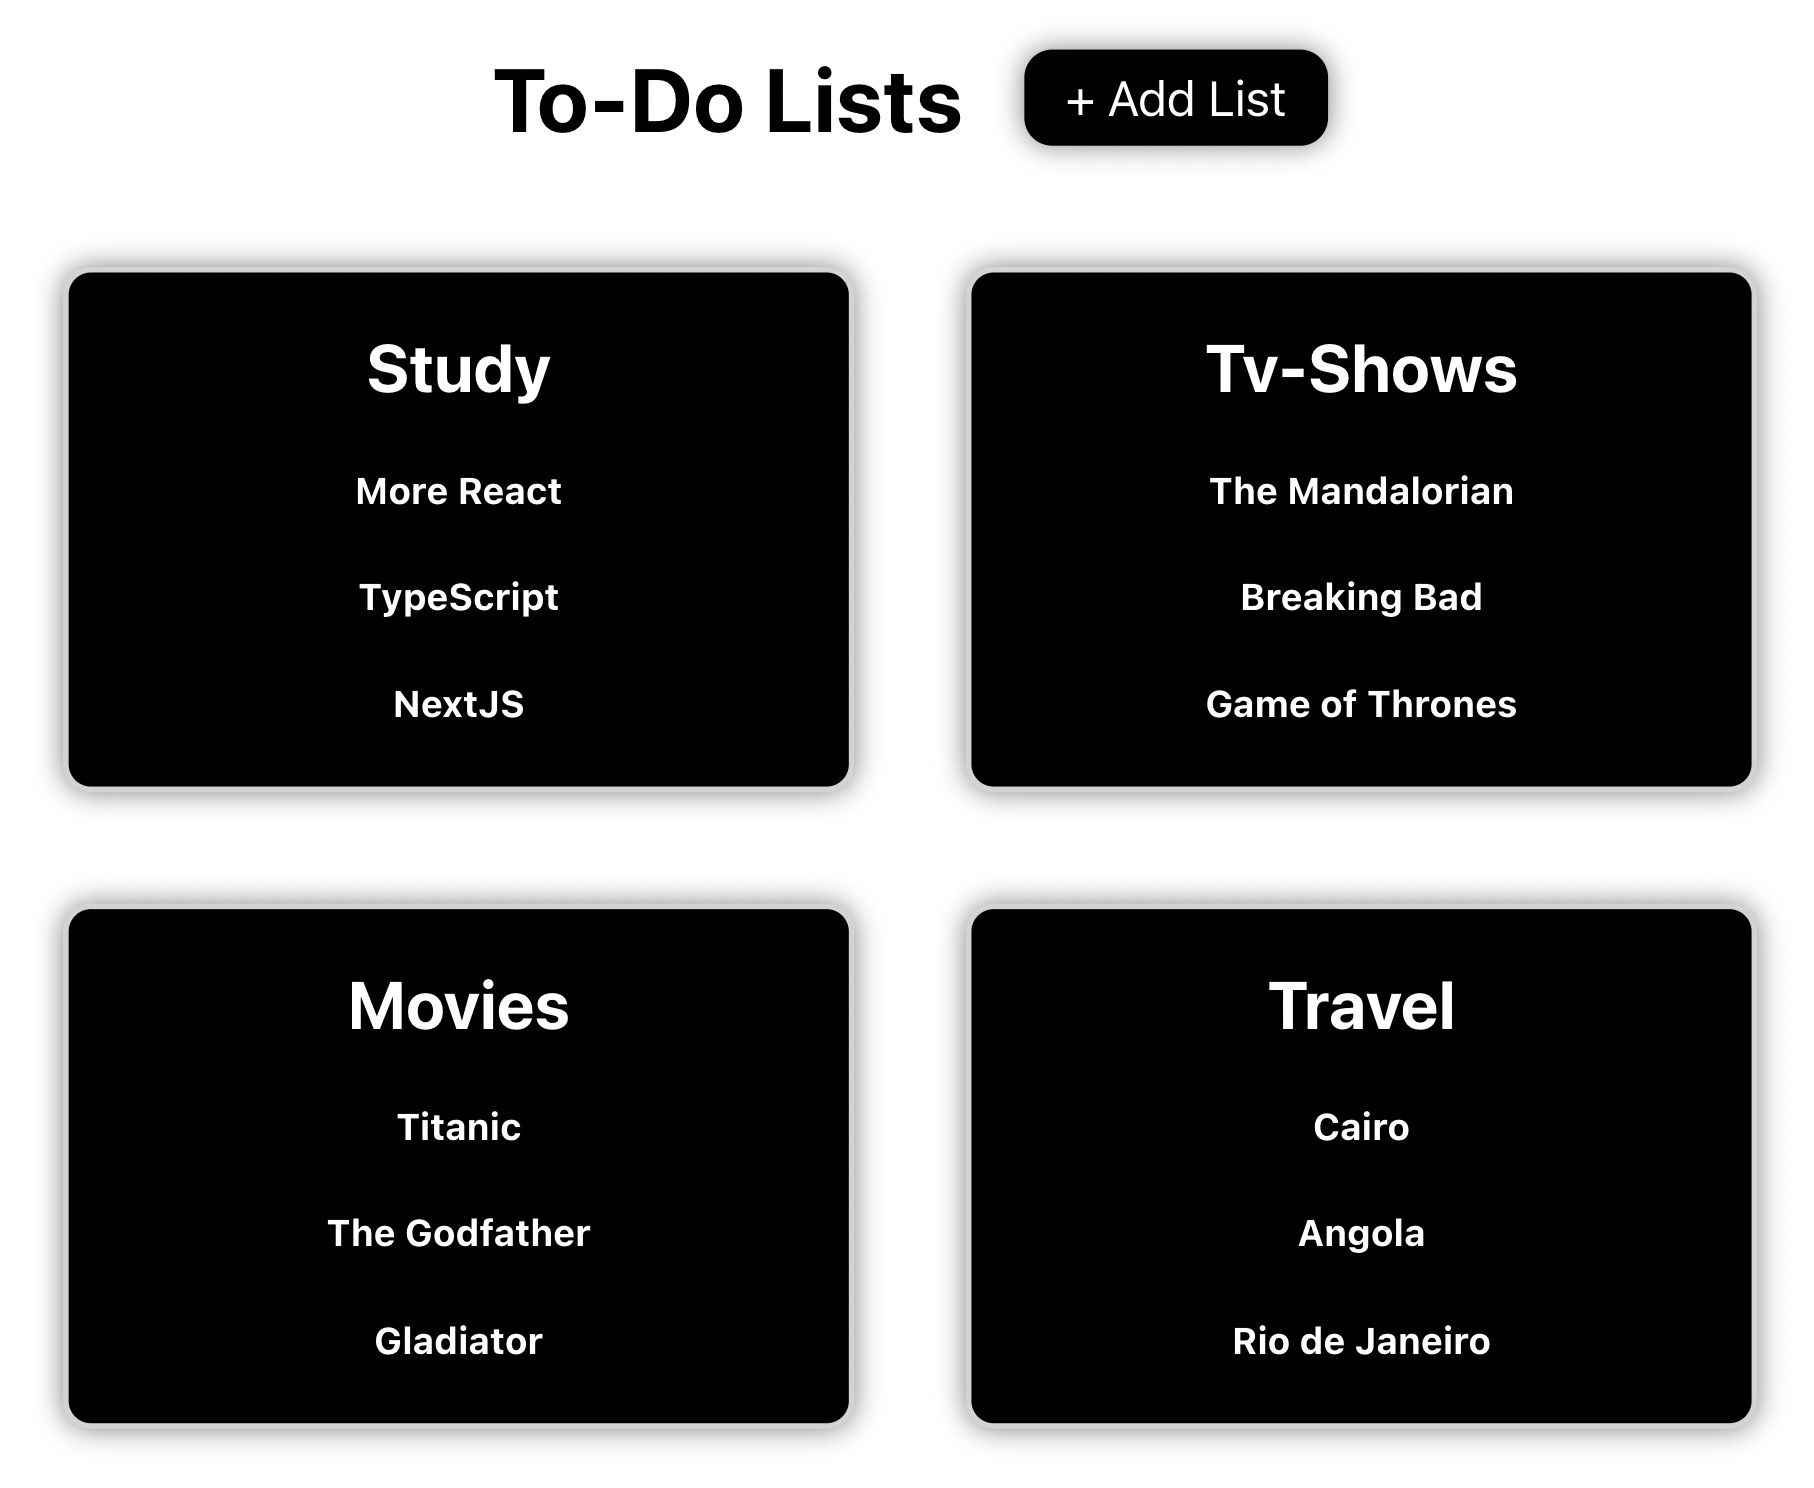 To-Do Lists
+ Add List
Study
More React
TypeScript
NextJS
Tv-Shows
The Mandalorian
Breaking Bad
Game of Thrones
Movies
Titanic
The Godfather
Gladiator
Travel
Cairo
Angola
Rio de Janeiro